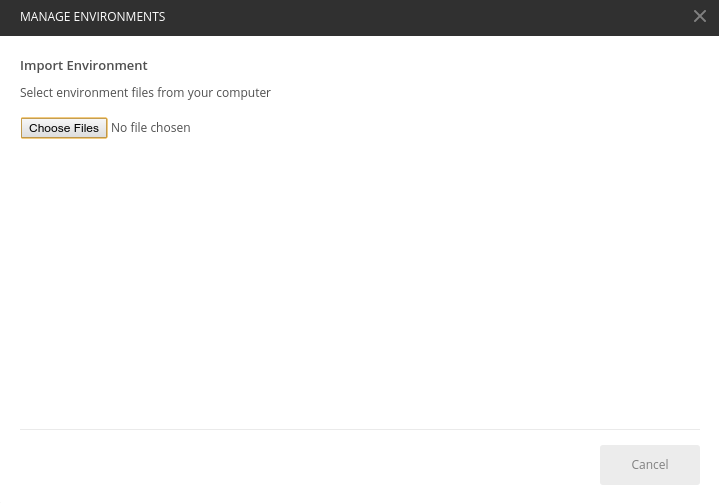 MANAGE ENVIRONMENTS
Import Environment
Select environment files from your computer
Choose Files No file chosen
Cancel